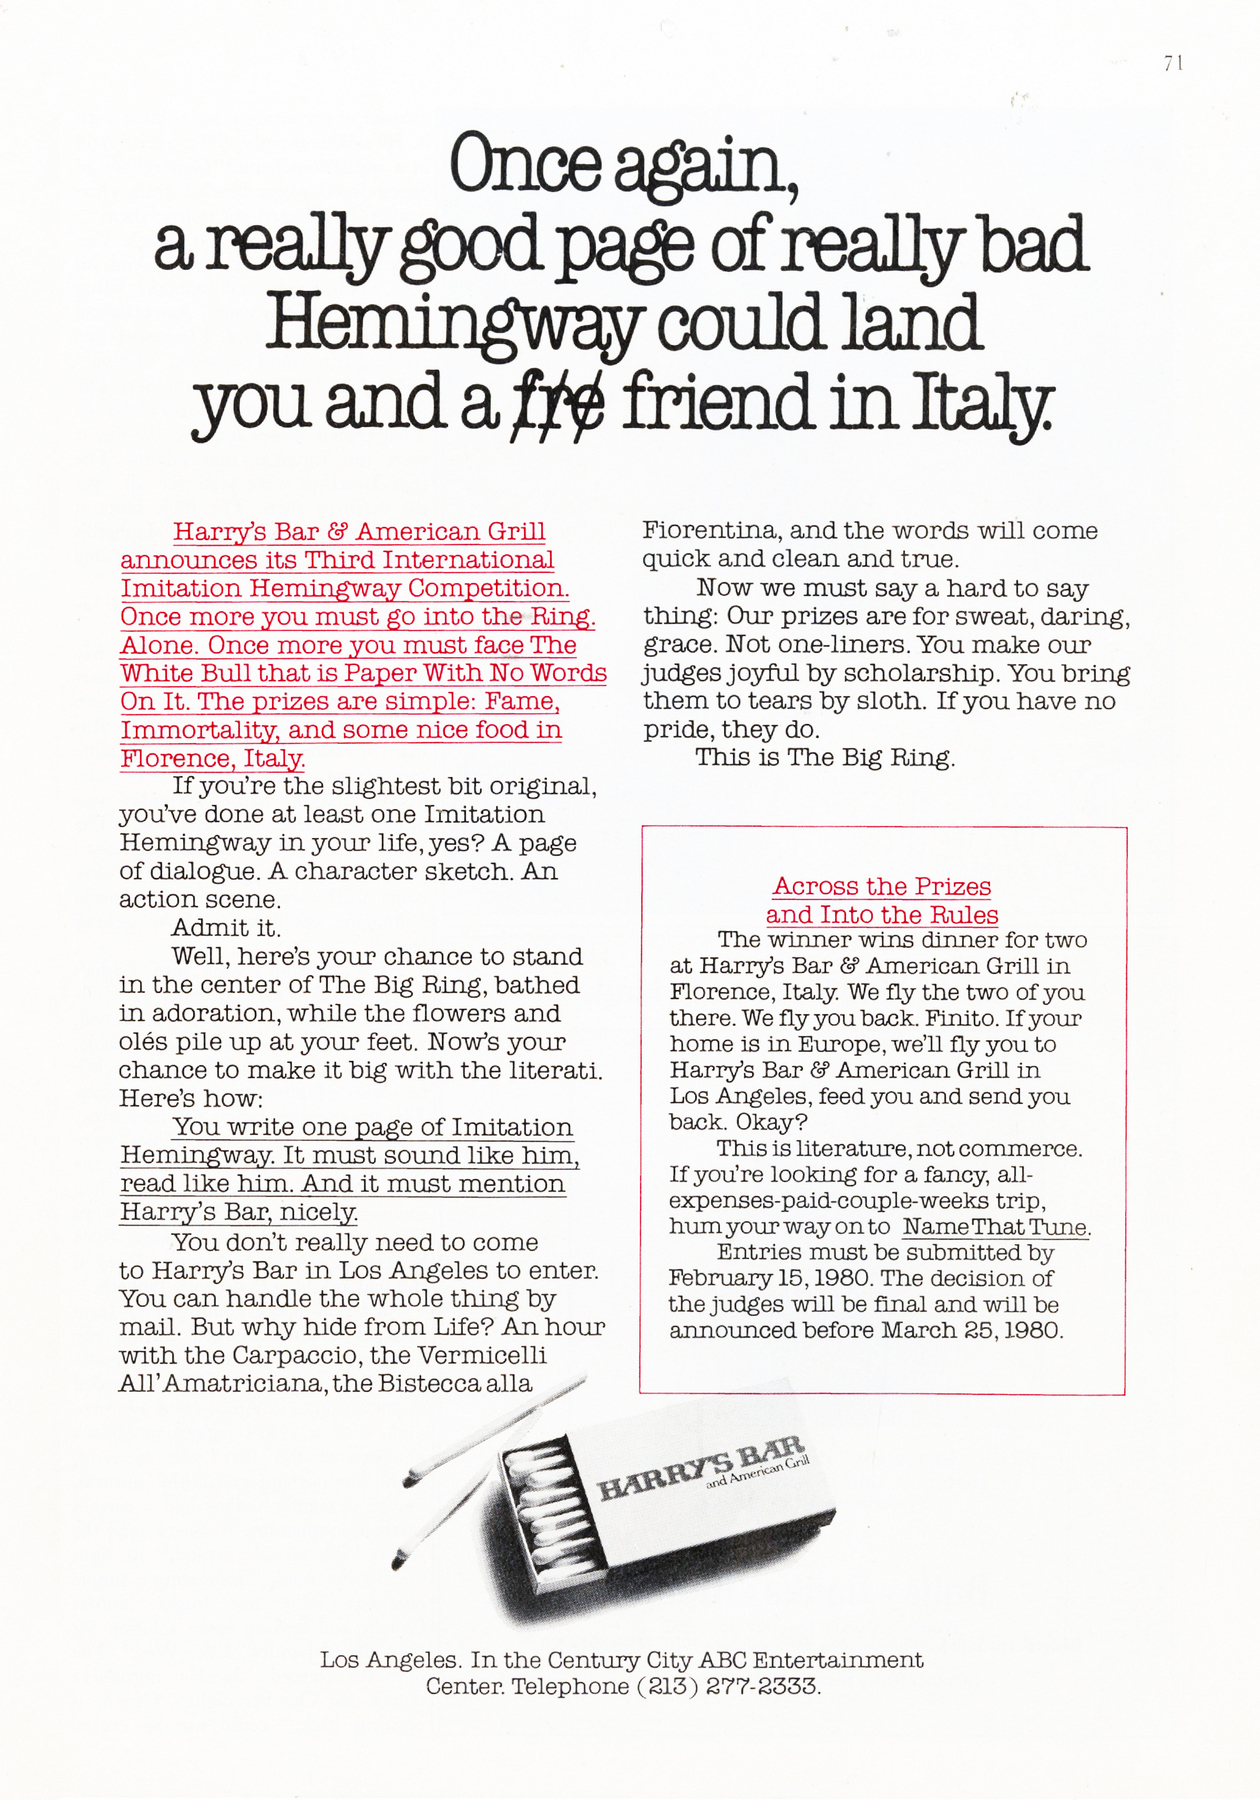 71
Once again,
a really good page of really bad
Hemingway could land
you and a fre friend in Italy.
Harry's Bar & American Grill
announces its Third International
Imitation Hemingway Competition.
Once more you must go into the Ring.
Alone. Once more you must face The
White Bull that is Paper With No Words
On It. The prizes are simple: Fame,
Immortality, and some nice food in
Florence, Italy.
If you're the slightest bit original,
you've done at least one Imitation
Hemingway in your life, yes? A page
of dialogue. A character sketch. An
action scene.
Admit it.
Well, here's your chance to stand
in the center of The Big Ring, bathed
in adoration, while the flowers and
olés pile up at your feet. Now's your
chance to make it big with the literati.
Here's how:
You write one page of Imitation
Hemingway. It must sound like him,
read like him. And it must mention
Harry's Bar, nicely.
You don't really need to come
to Harry's Bar in Los Angeles to enter.
You can handle the whole thing by
mail. But why hide from Life? An hour
with the Carpaccio, the Vermicelli
All'Amatriciana, the Bistecca alla
Fiorentina, and the words will come
quick and clean and true.
Now we must say a hard to say
thing: Our prizes are for sweat, daring,
grace. Not one-liners. You make our
judges joyful by scholarship. You bring
them to tears by sloth. If you have no
pride, they do.
This is The Big Ring.
Across the Prizes
and Into the Rules
The winner wins dinner for two
at Harry's Bar & American Grill in
Florence, Italy. We fly the two of you
there. We fly you back. Finito. If your
home is in Europe, we'll fly you to
Harry's Bar & American Grill in
Los Angeles, feed you and send you
back. Okay?
This is literature, not commerce.
If you're looking for a fancy, all-
expenses-paid-couple-weeks trip,
hum your way on to Name That Tune.
Entries must be submitted by
February 15, 1980. The decision of
the judges will be final and will be
announced before March 25, 1980.
HARRY'S BAR
and American Grill
Los Angeles. In the Century City ABC Entertainment
Center. Telephone (213) 277-2333.